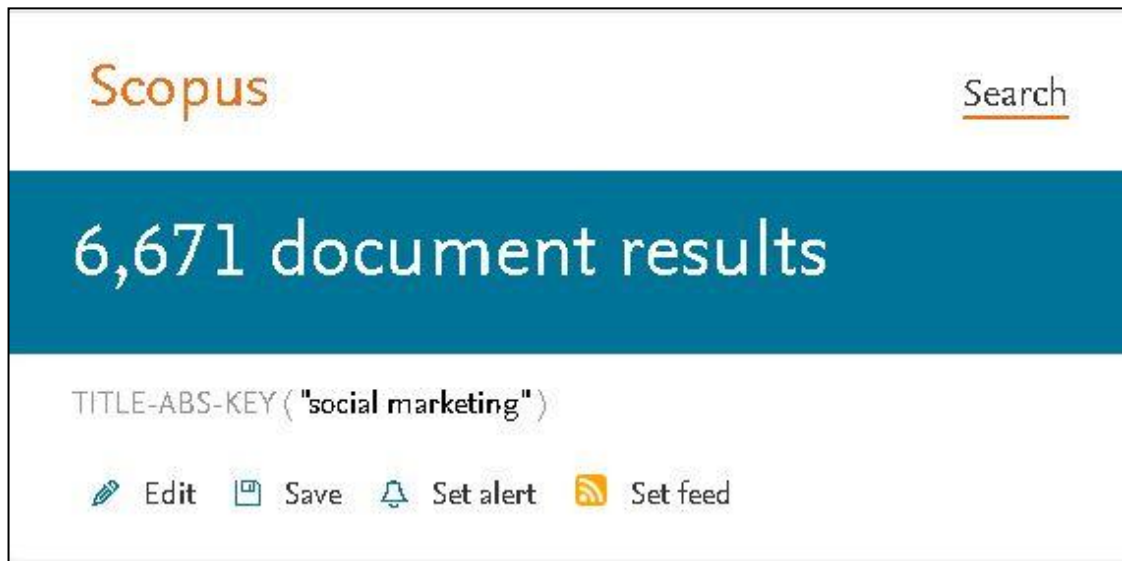 Scopus
Search
6,671 document results
TITLE-ABS-KEY ( "social marketing" )
Edit Save Set alert Set feed